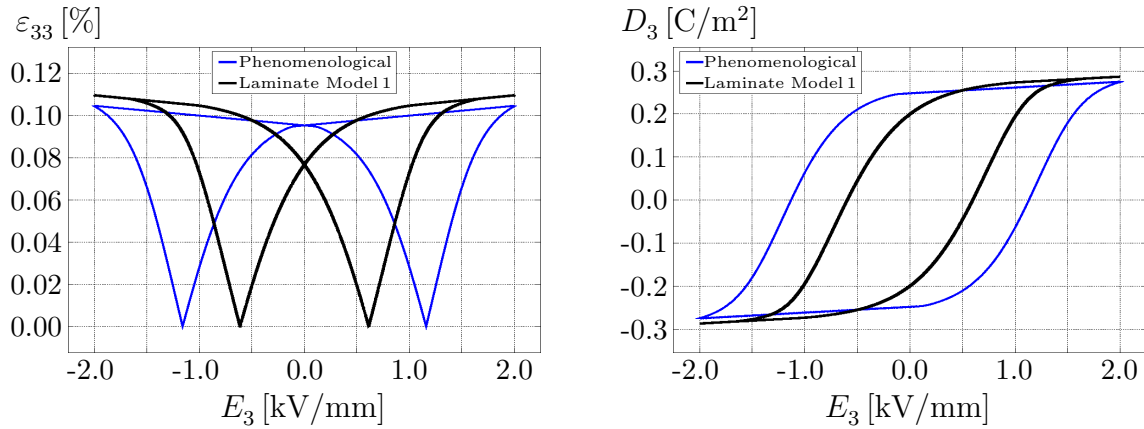 ε₃₃ [%]
Phenomenological
Laminate Model 1
0.12
0.10
0.08
0.06
0.04
0.02
0.00
-2.0 -1.0 0.0 1.0 2.0
E₃ [kV/mm]
D₃ [C/m²]
Phenomenological
Laminate Model 1
0.3
0.2
0.1
0.0
-0.1
-0.2
-0.3
-2.0 -1.0 0.0 1.0 2.0
E₃ [kV/mm]